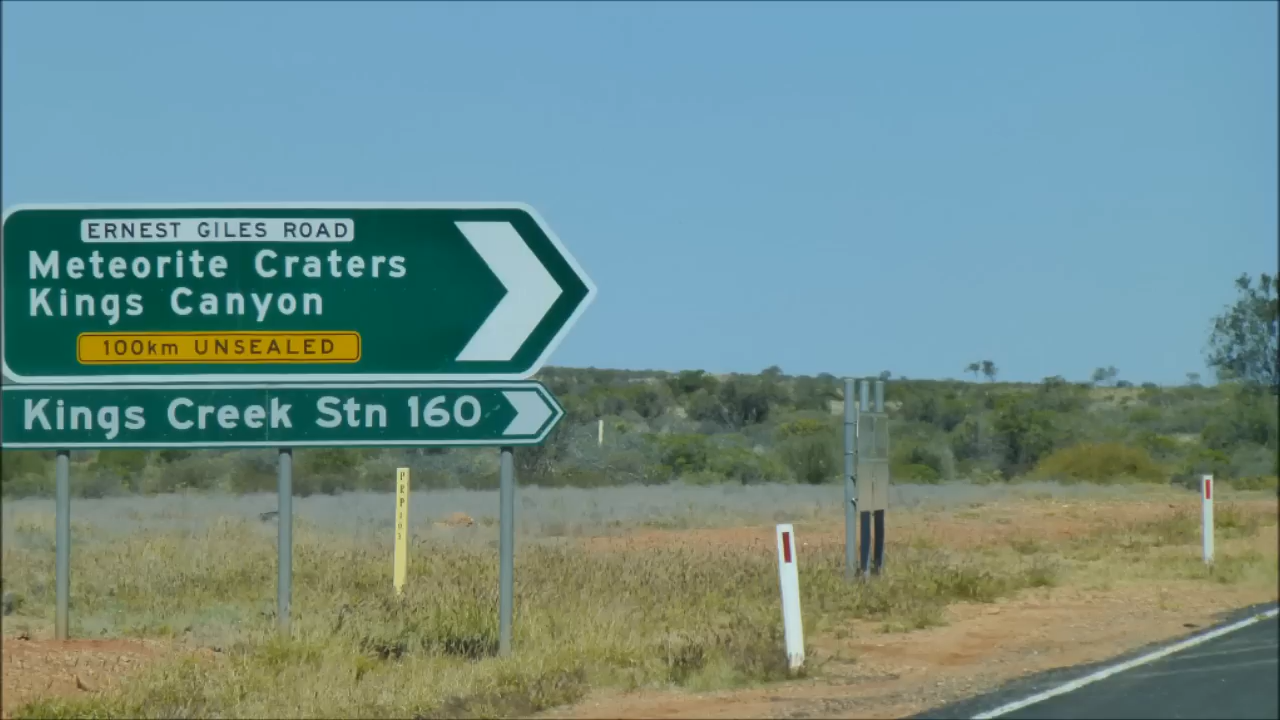 ERNEST GILES ROAD
Meteorite Craters
Kings Canyon
100km UNSEALED
Kings Creek Stn 160